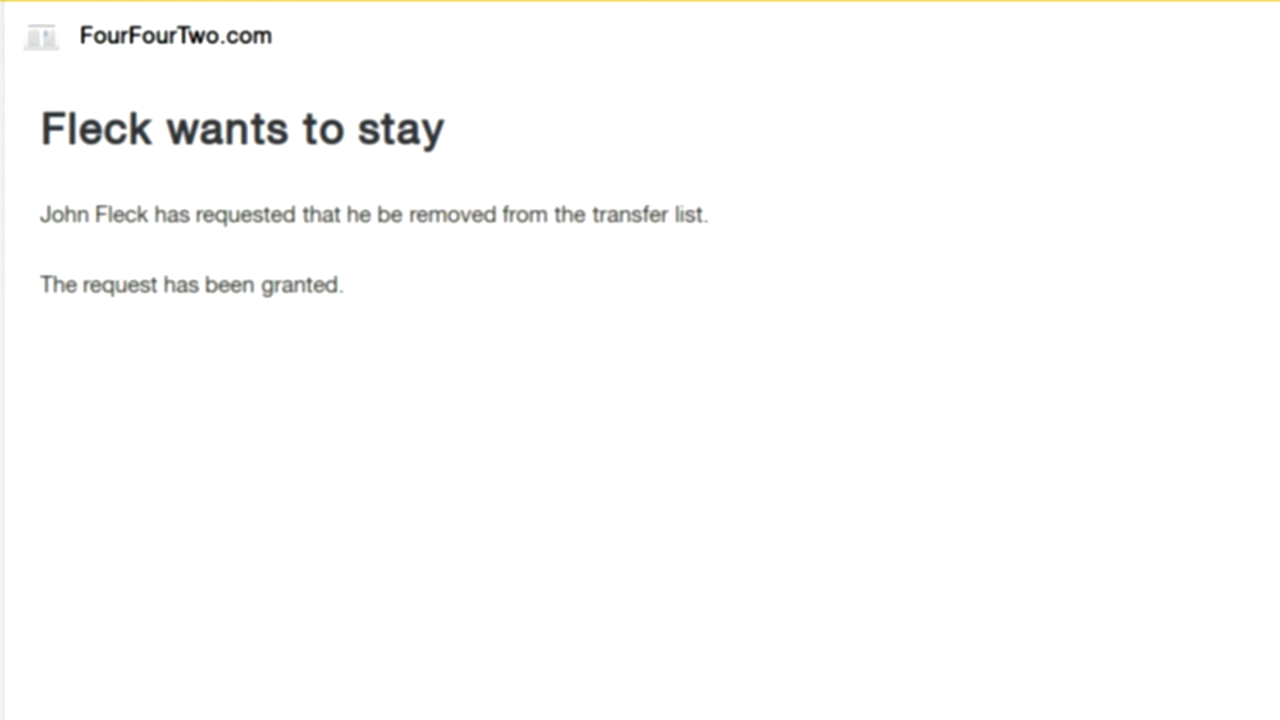 FourFourTwo.com
Fleck wants to stay
John Fleck has requested that he be removed from the transfer list.
The request has been granted.